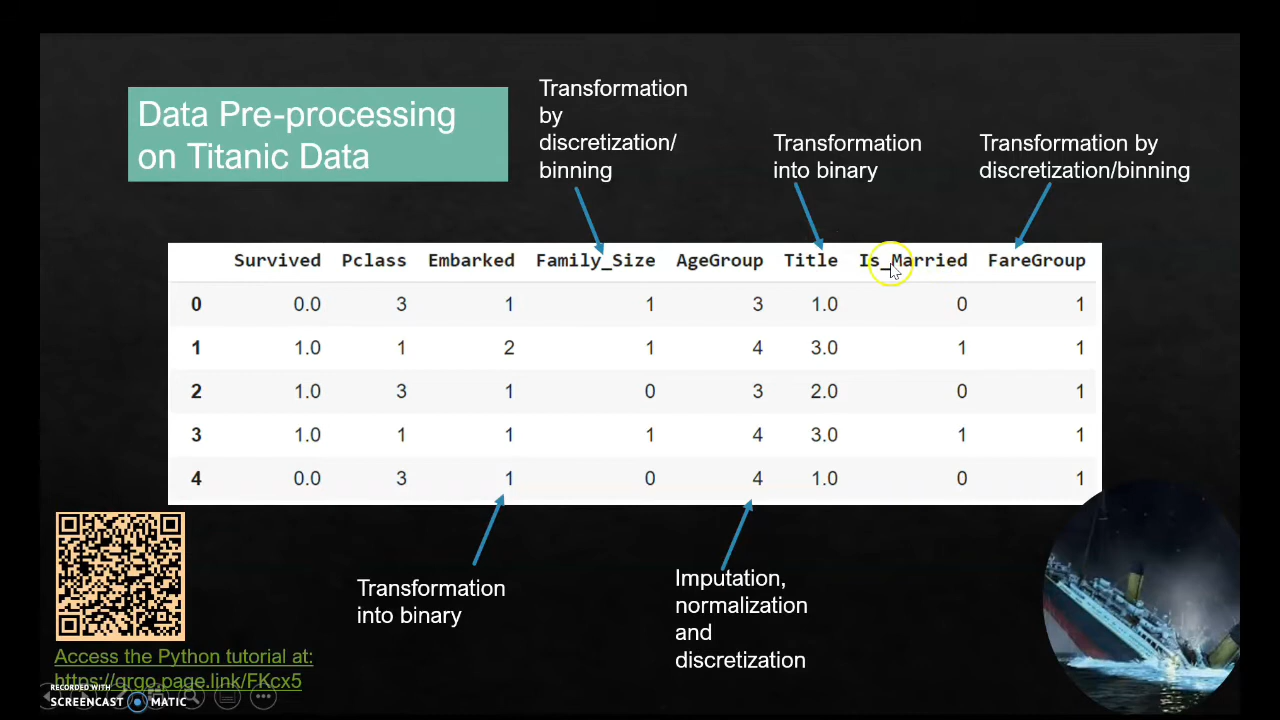 Data Pre-processing
on Titanic Data
Transformation
by
discretization/
binning
Transformation
into binary
Transformation by
discretization/binning
Survived Pclass Embarked Family_Size AgeGroup Title Is_Married FareGroup
0 0.0 3 1 1 3 1.0 0 1
1 1.0 1 2 1 4 3.0 1 1
2 1.0 3 1 0 3 2.0 0 1
3 1.0 1 1 1 4 3.0 1 1
4 0.0 3 1 0 4 1.0 0 1
Transformation
into binary
Imputation,
normalization
and
discretization
Access the Python tutorial at:
https://grgo.page.link/FKcx5
RECORDED WITH
SCREENCAST MATIC